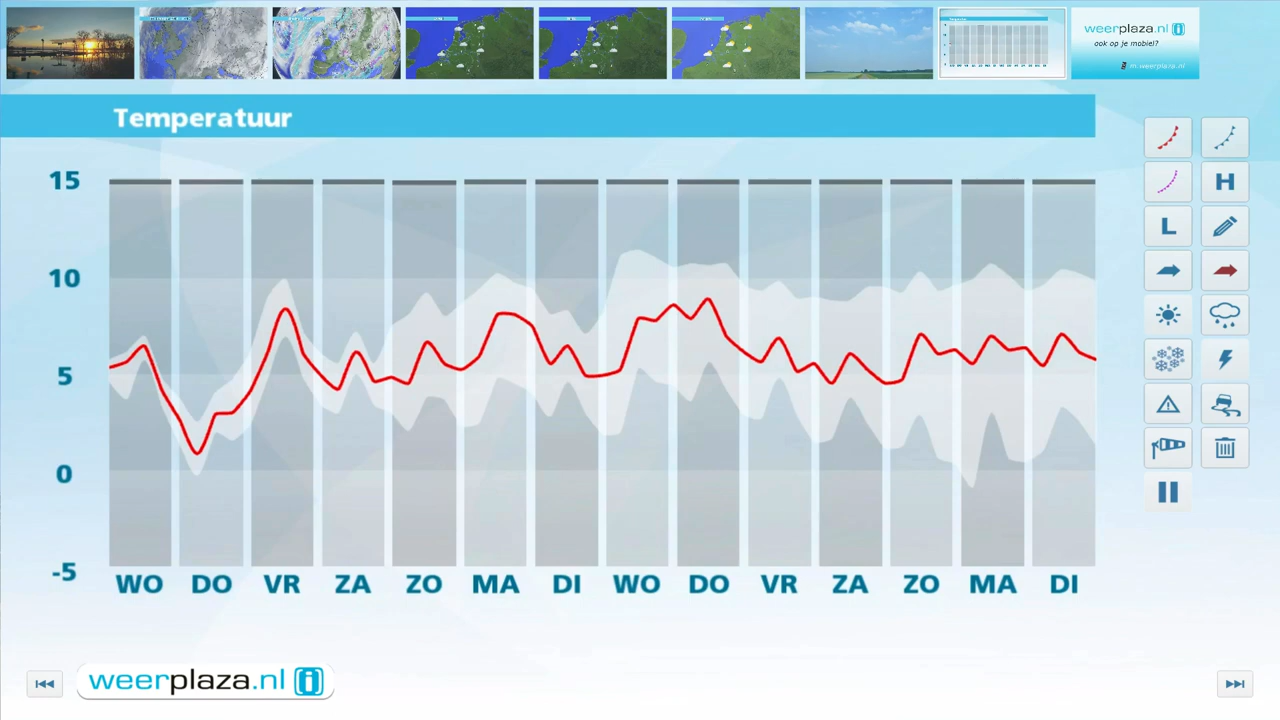 weerplaza.nl
ook op je mobiel?
m.weerplaza.nl
Temperatuur
15
10
5
0
-5
WO DO VR ZA ZO MA DI WO DO VR ZA ZO MA DI
H
L
weerplaza.nl